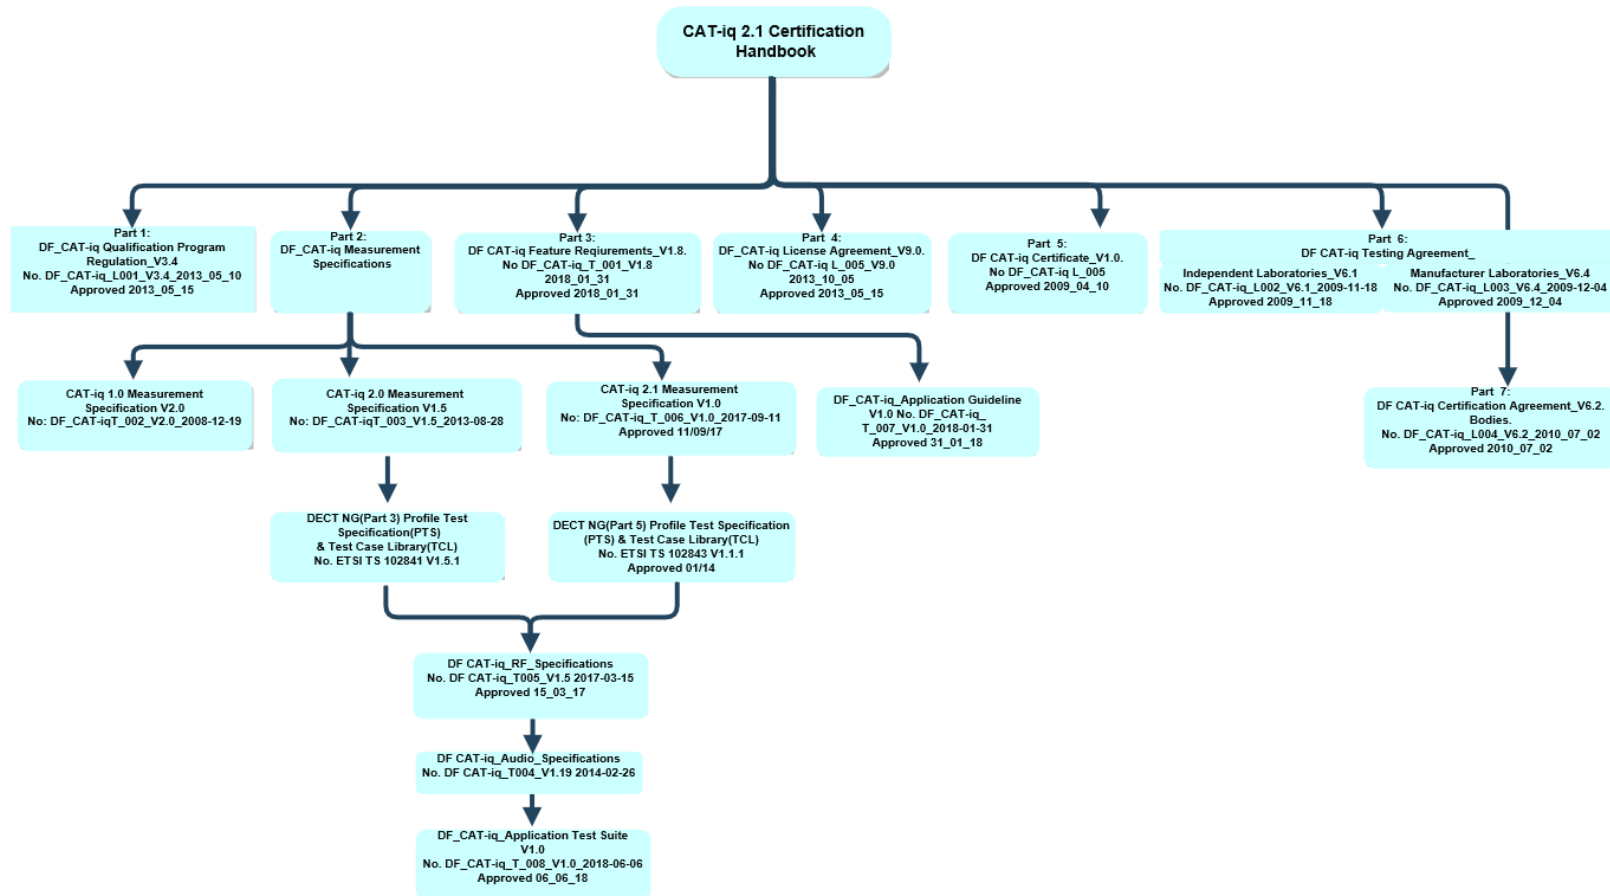 CAT-iq 2.1 Certification
Handbook
Part 1:
DF_CAT-iq Qualification Program
Regulation_V3.4
No. DF_CAT-iq_L001_V3.4_2013_05_10
Approved 2013_05_15
Part 2:
DF_CAT-iq Measurement
Specifications
Part 3:
DF CAT-iq Feature Reqiurements_V1.8.
No DF_CAT-iq_T_001_V1.8
2018_01_31
Approved 2018_01_31
Part 4:
DF_CAT-iq License Agreement_V9.0.
No DF_CAT-iq L_005_V9.0
2013_10_05
Approved 2013_05_15
Part 5:
DF CAT-iq Certificate_V1.0.
No DF_CAT-iq L_005
Approved 2009_04_10
Part 6:
DF CAT-iq Testing Agreement_
Independent Laboratories_V6.1
No. DF_CAT-iq_L002_V6.1_2009-11-18
Approved 2009_11_18
Manufacturer Laboratories_V6.4
No. DF_CAT-iq_L003_V6.4_2009-12-04
Approved 2009_12_04
CAT-iq 1.0 Measurement
Specification V2.0
No: DF_CAT-iqT_002_V2.0_2008-12-19
CAT-iq 2.0 Measurement
Specification V1.5
No: DF_CAT-iqT_003_V1.5_2013-08-28
CAT-iq 2.1 Measurement
Specification V1.0
No: DF_CAT-iq_T_006_V1.0_2017-09-11
Approved 11/09/17
DF_CAT-iq_Application Guideline
V1.0 No. DF_CAT-iq_
T_007_V1.0_2018-01-31
Approved 31_01_18
Part 7:
DF CAT-iq Certification Agreement_V6.2.
Bodies.
No. DF_CAT-iq_L004_V6.2_2010_07_02
Approved 2010_07_02
DECT NG(Part 3) Profile Test
Specification(PTS)
& Test Case Library(TCL)
No. ETSI TS 102841 V1.5.1
DECT NG(Part 5) Profile Test Specification
(PTS) & Test Case Library(TCL)
No. ETSI TS 102843 V1.1.1
Approved 01/14
DF CAT-iq_RF_Specifications
No. DF CAT-iq_T005_V1.5 2017-03-15
Approved 15_03_17
DF CAT-iq_Audio_Specifications
No. DF CAT-iq_T004_V1.19 2014-02-26
DF_CAT-iq_Application Test Suite
V1.0
No. DF_CAT-iq_T_008_V1.0_2018-06-06
Approved 06_06_18